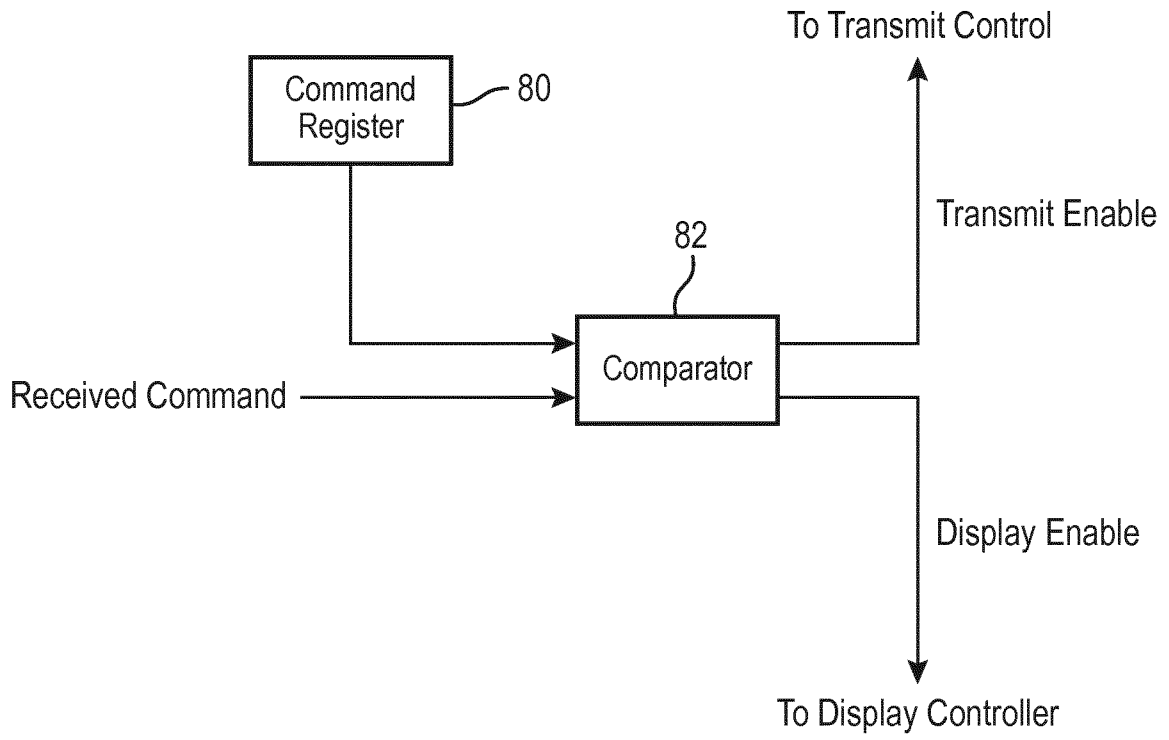 To Transmit Control
Command
Register
80
Transmit Enable
82
Comparator
Received Command
Display Enable
To Display Controller